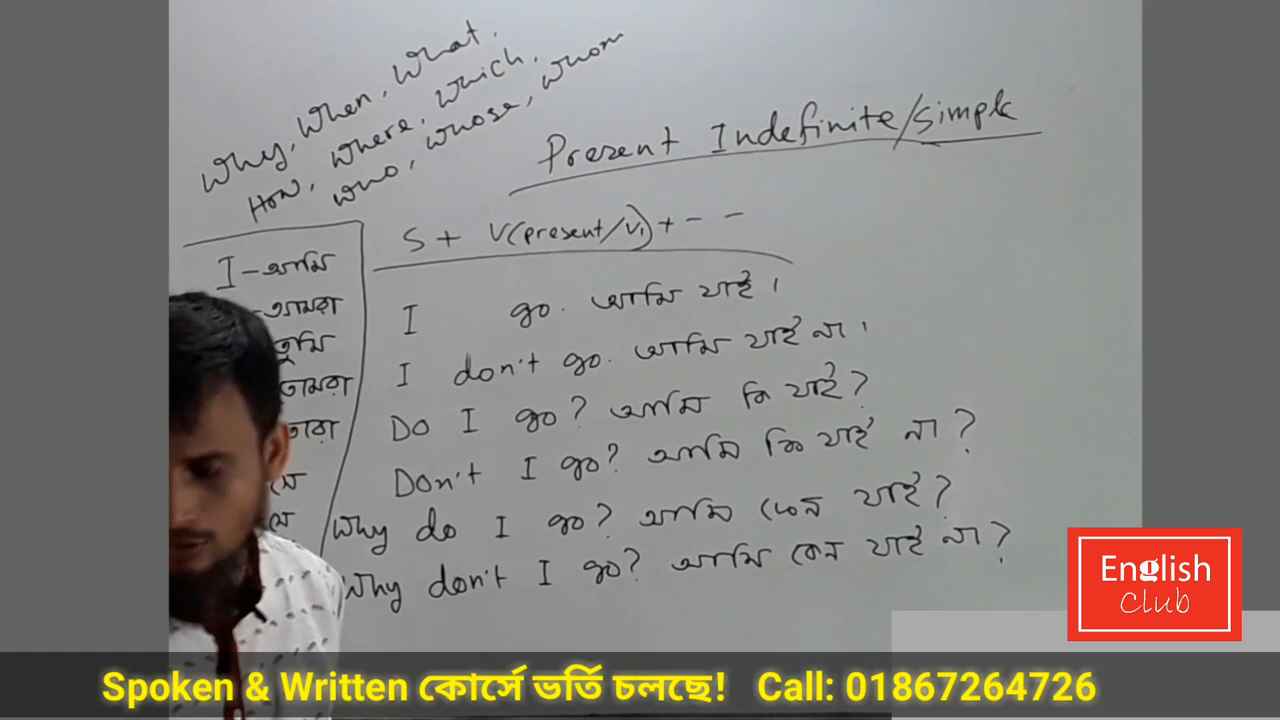 Why, When, What.
How, Where, Which.
Who, Whose, Whom
Present Indefinite/Simple
S + V(present/V₁) + - -
I - আমি
- আমরা
তুমি
তোমরা
তারা
সে
I go. আমি যাই।
I don't go. আমি যাই না।
Do I go? আমি কি যাই?
Don't I go? আমি কি যাই না?
Why do I go? আমি কেন যাই?
Why don't I go? আমি কেন যাই না?
English
Club
Spoken & Written কোর্সে ভর্তি চলছে! Call: 01867264726